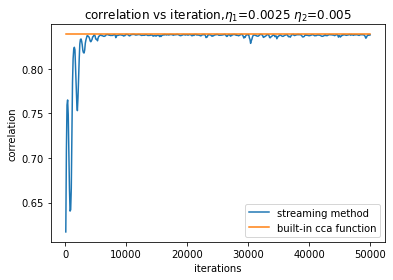 correlation vs iteration,η₁=0.0025 η₂=0.005
correlation
0.80
0.75
0.70
0.65
0 10000 20000 30000 40000 50000
iterations
streaming method
built-in cca function